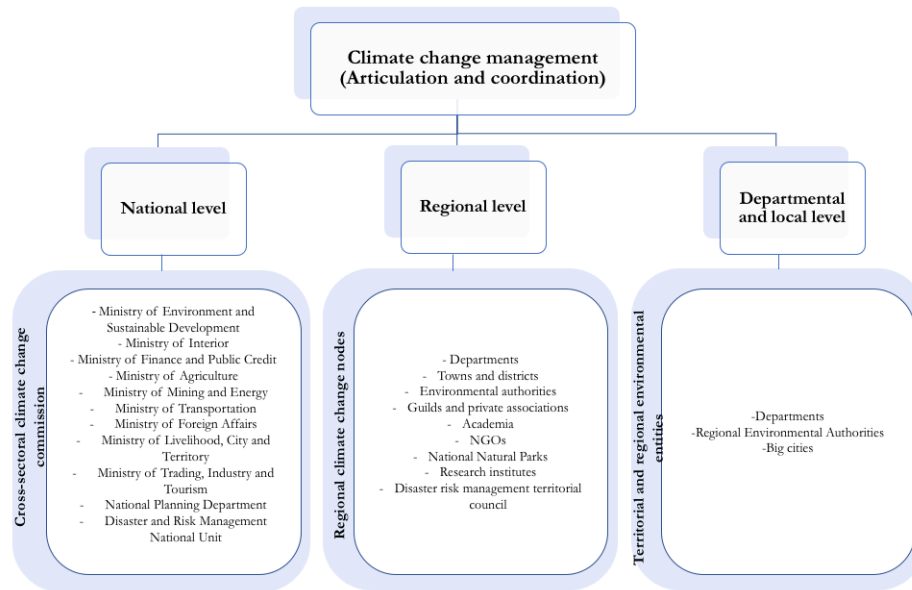 Climate change management
(Articulation and coordination)
National level
Regional level
Departmental
and local level
Cross-sectoral climate change
commission
- Ministry of Environment and
Sustainable Development
- Ministry of Interior
- Ministry of Finance and Public Credit
- Ministry of Agriculture
- Ministry of Mining and Energy
- Ministry of Transportation
- Ministry of Foreign Affairs
- Ministry of Livelihood, City and
Territory
- Ministry of Trading, Industry and
Tourism
- National Planning Department
- Disaster and Risk Management
National Unit
Regional climate change nodes
- Departments
- Towns and districts
- Environmental authorities
- Guilds and private associations
- Academia
- NGOs
- National Natural Parks
- Research institutes
- Disaster risk management territorial
council
Territorial and regional environmental
entities
-Departments
-Regional Environmental Authorities
-Big cities